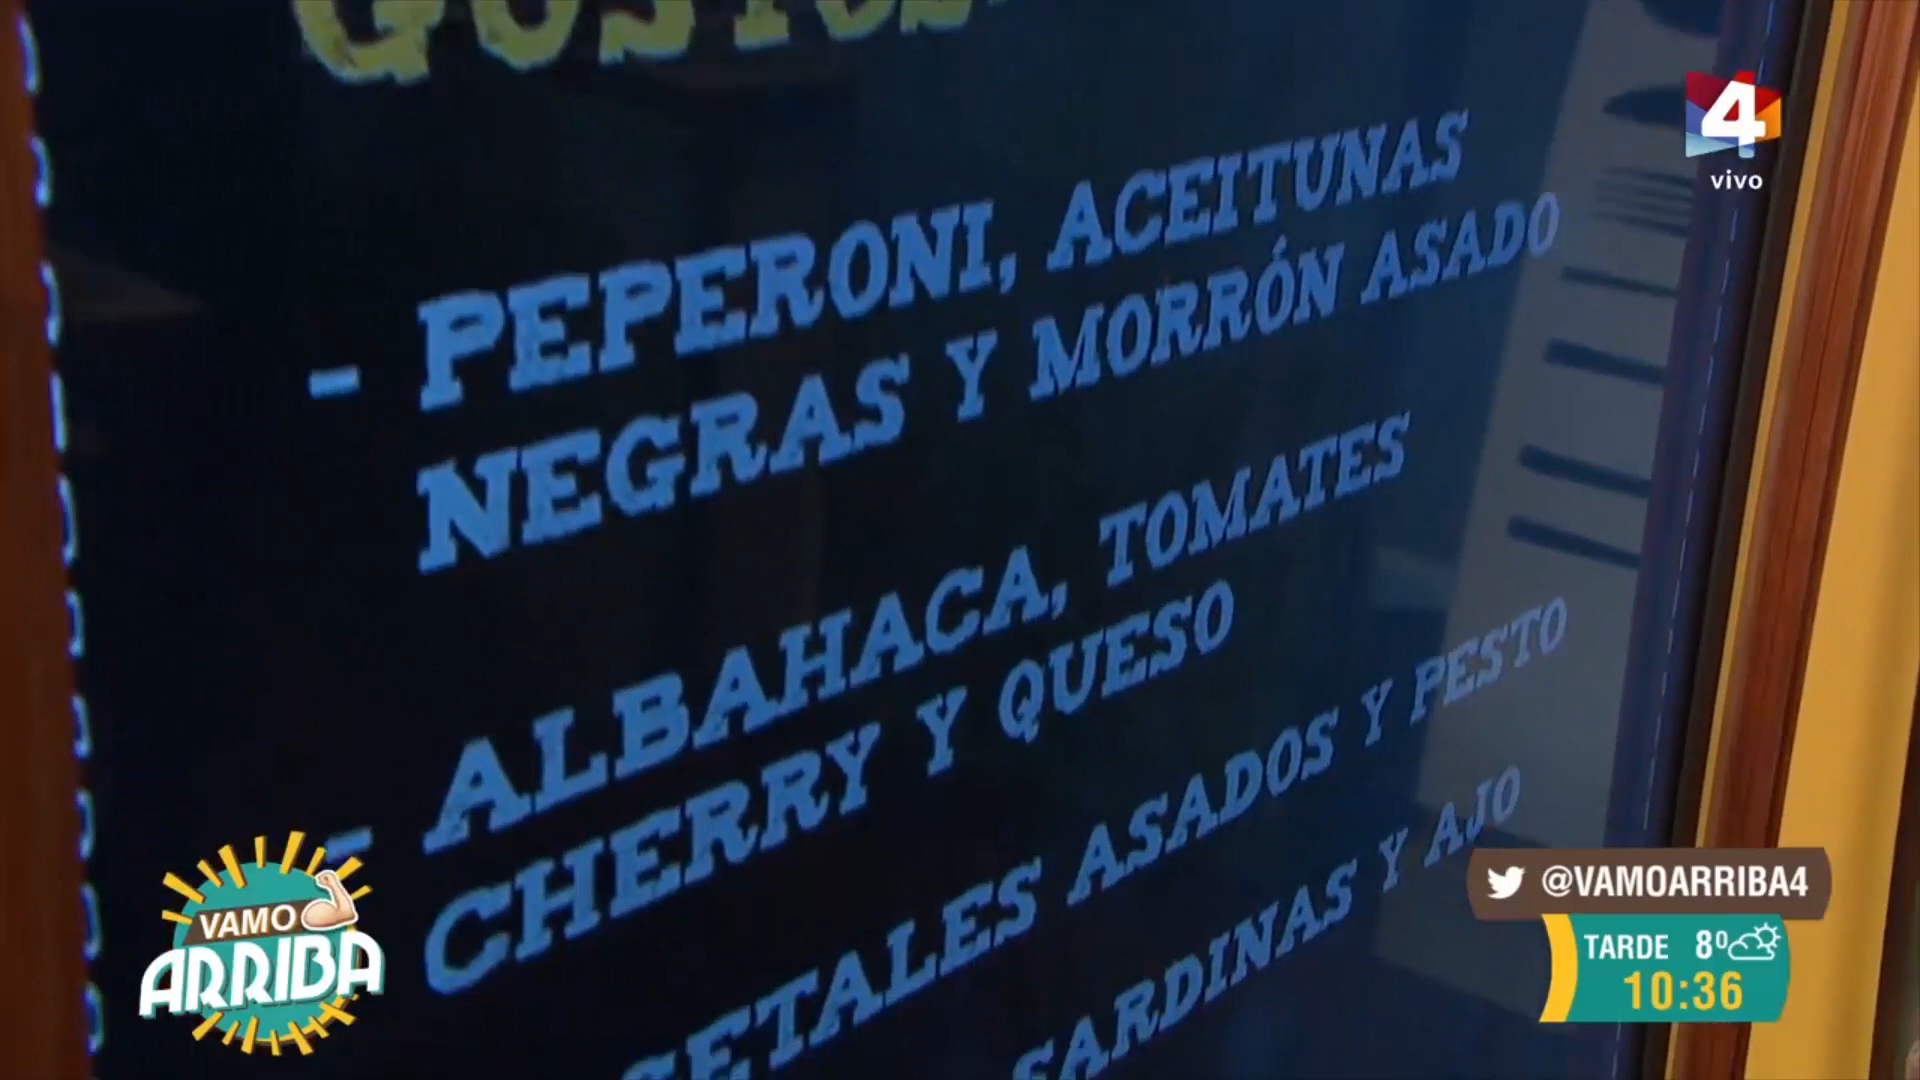 GUSTOS
- PEPERONI, ACEITUNAS
NEGRAS Y MORRÓN ASADO
- ALBAHACA, TOMATES
CHERRY Y QUESO
ASADOS Y PESTO
SARDINAS Y AJO
4
vivo
VAMO
ARRIBA
@VAMOARRIBA4
TARDE 8º
10:36